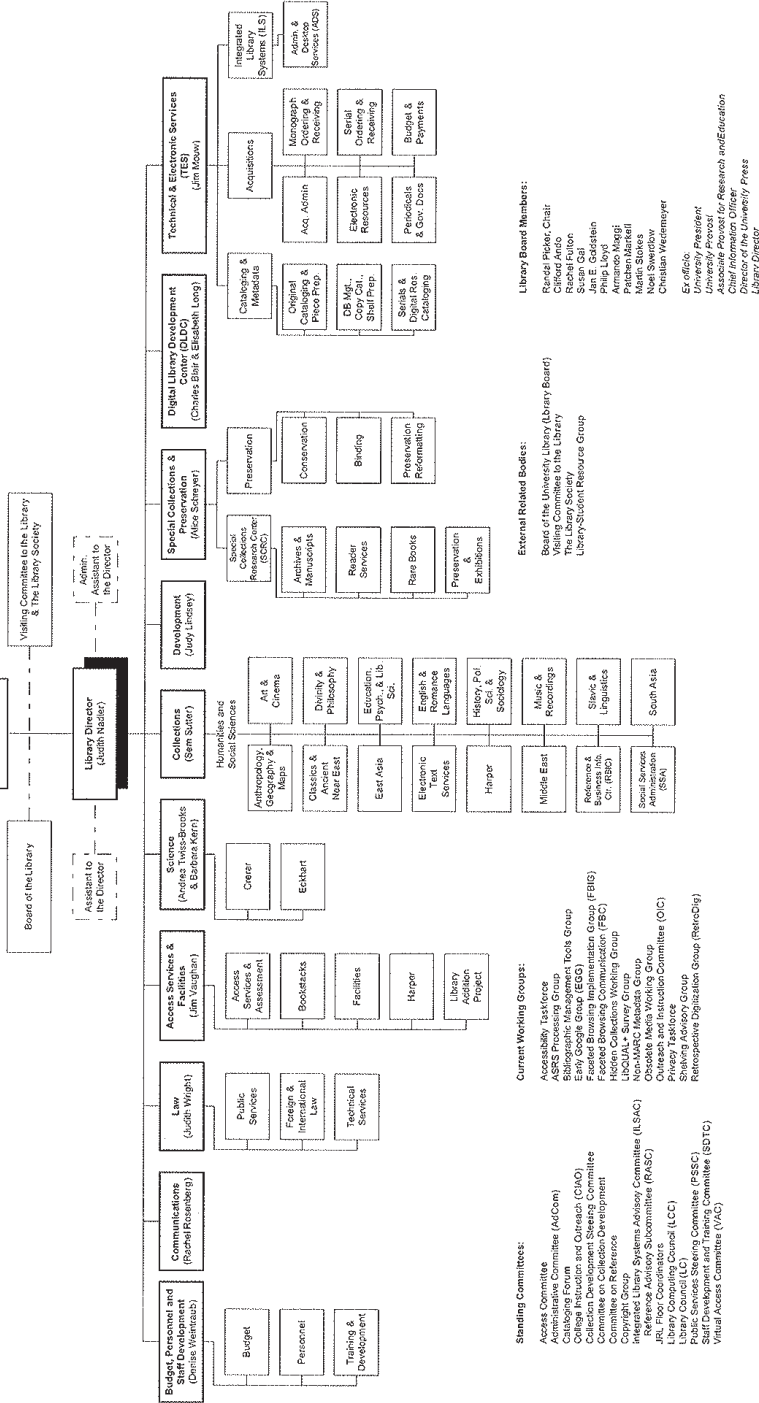 Board of the Library
Visiting Committee to the Library
& The Library Society
Assistant to
the Director
Library Director
(Judith Nadler)
Admin.
Assistant to
the Director
Budget, Personnel and
Staff Development
(Denise Weintraub)
Budget
Personnel
Training &
Development
Communications
(Rachel Rosenberg)
Law
(Judith Wright)
Public
Services
Foreign &
International
Law
Technical
Services
Access Services &
Facilities
(Jim Vaughan)
Access
Services &
Assessment
Bookstacks
Facilities
Harper
Library
Addition
Project
Science
(Andrea Twiss-Brooks
& Barbara Kern)
Crerar
Eckhart
Collections
(Sem Sutter)
Humanities and
Social Sciences
Anthropology,
Geography &
Maps
Art &
Cinema
Classics &
Ancient
Near East
Divinity &
Philosophy
East Asia
Education,
Psych., & Lib.
Sci.
Electronic
Text
Services
English &
Romance
Languages
Harper
History, Pol.
Sci. &
Sociology
Middle East
Music &
Recordings
Reference &
Business Info.
Ctr. (RBIC)
Slavic &
Linguistics
Social Services
Administration
(SSA)
South Asia
Development
(Judy Lindsey)
Special Collections &
Preservation
(Alice Schreyer)
Special
Collections
Research Center
(SCRC)
Archives &
Manuscripts
Reader
Services
Rare Books
Preservation
&
Exhibitions
Preservation
Conservation
Binding
Preservation
Reformatting
Digital Library Development
Center (DLDC)
(Charles Blair & Elisabeth Long)
Technical & Electronic Services
(TES)
(Jim Mouw)
Cataloging &
Metadata
Original
Cataloging &
Piece Prep.
DB Mgt.,
Copy Cat.,
Shelf Prep
Serials &
Digital Res.
Cataloging
Acquisitions
Acq. Admin
Monograph
Ordering &
Receiving
Electronic
Resources
Serial
Ordering &
Receiving
Periodicals
& Gov. Docs
Budget &
Payments
Integrated
Library
Systems (ILS)
Admin. &
Desktop
Services (ADS)
Standing Committees:
Access Committee
Administrative Committee (AdCom)
Cataloging Forum
College Instruction and Outreach (CIAO)
Collection Development Steering Committee
Committee on Collection Development
Committee on Reference
Copyright Group
Integrated Library Systems Advisory Committee (ILSAC)
Reference Advisory Subcommittee (RASC)
JRL Floor Coordinators
Library Computing Council (LCC)
Library Council (LC)
Public Services Steering Committee (PSSC)
Staff Development and Training Committee (SDTC)
Virtual Access Committee (VAC)
Current Working Groups:
Accessibility Taskforce
ASRS Processing Group
Bibliographic Management Tools Group
Early Google Group (EGG)
Faceted Browsing Implementation Group (FBIG)
Faceted Browsing Communication (FBC)
Hidden Collections Working Group
LibQUAL+ Survey Group
Non-MARC Metadata Group
Obsolete Media Working Group
Outreach and Instruction Committee (OIC)
Privacy Taskforce
Shelving Advisory Group
Retrospective Digitization Group (RetroDig)
External Related Bodies:
Board of the University Library (Library Board)
Visiting Committee to the Library
The Library Society
Library-Student Resource Group
Library Board Members:
Randal Picker, Chair
Clifford Ando
Rachel Fulton
Susan Gal
Jan E. Goldstein
Philip Lloyd
Armando Maggi
Patchen Markell
Martin Stokes
Noel Swerdlow
Christian Wedemeyer
Ex officio:
University President
University Provost
Associate Provost for Research and Education
Chief Information Officer
Director of the University Press
Library Director